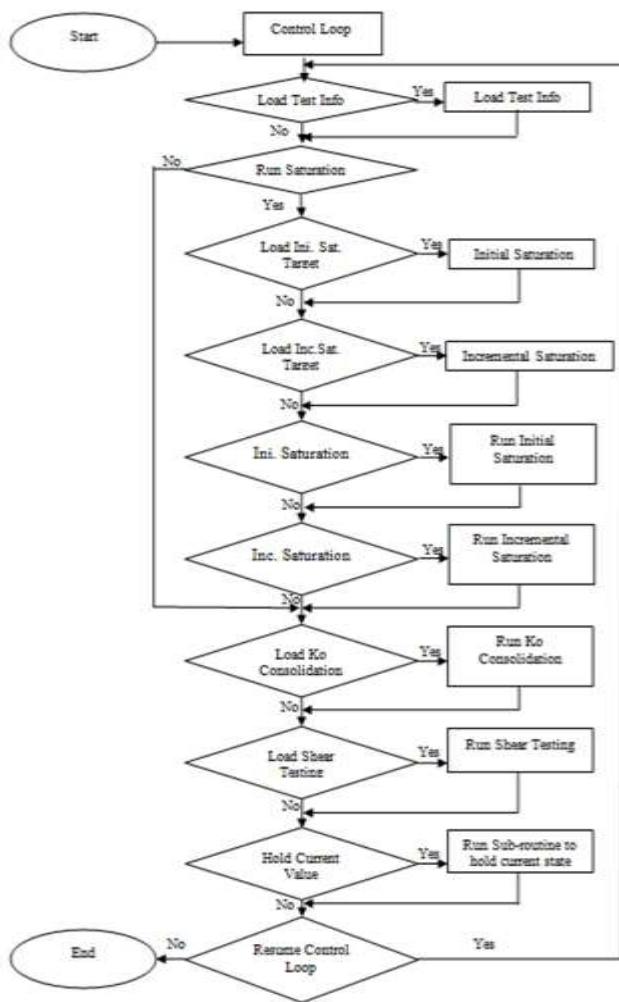 Start
Control Loop
Load Test Info
Yes
Load Test Info
No
No
Run Saturation
Yes
Load Ini. Sat.
Target
Yes
Initial Saturation
No
Load Inc.Sat.
Target
Yes
Incremental Saturation
No
Ini. Saturation
Yes
Run Initial
Saturation
No
Inc. Saturation
Yes
Run Incremental
Saturation
No
Load Ko
Consolidation
Yes
Run Ko
Consolidation
No
Load Shear
Testing
Yes
Run Shear Testing
No
Hold Current
Value
Yes
Run Sub-routine to
hold current state
No
End
No
Resume Control
Loop
Yes